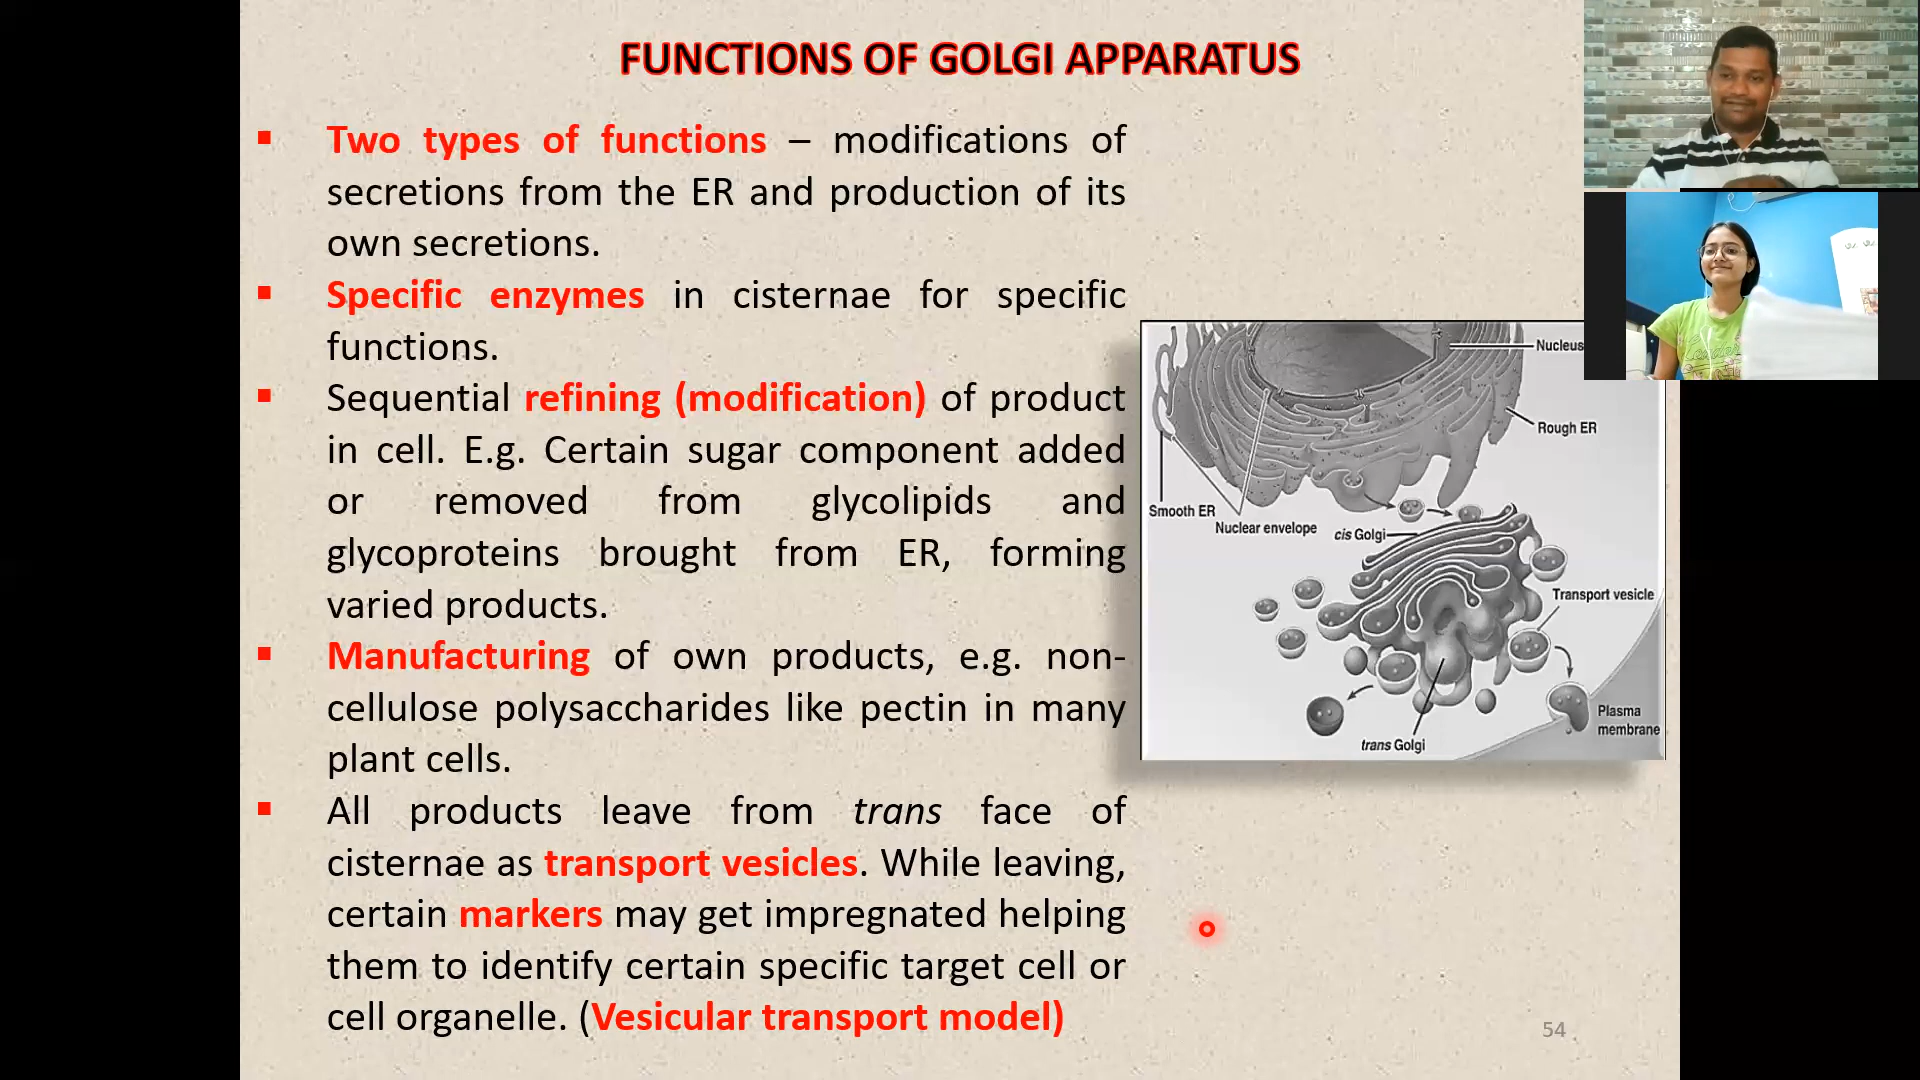 FUNCTIONS OF GOLGI APPARATUS
▪ Two types of functions – modifications of
secretions from the ER and production of its
own secretions.
▪ Specific enzymes in cisternae for specific
functions.
▪ Sequential refining (modification) of product
in cell. E.g. Certain sugar component added
or removed from glycolipids and
glycoproteins brought from ER, forming
varied products.
▪ Manufacturing of own products, e.g. non-
cellulose polysaccharides like pectin in many
plant cells.
▪ All products leave from trans face of
cisternae as transport vesicles. While leaving,
certain markers may get impregnated helping
them to identify certain specific target cell or
cell organelle. (Vesicular transport model)
Nucleus
Rough ER
Smooth ER
Nuclear envelope
cis Golgi
Transport vesicle
Plasma
membrane
trans Golgi
54